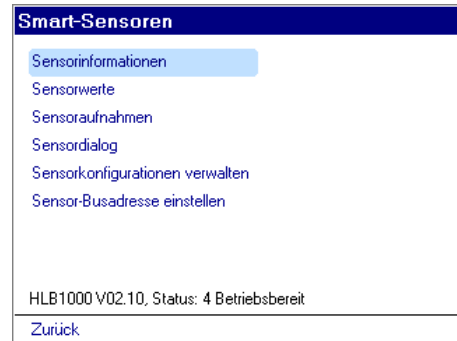 Smart-Sensoren
Sensorinformationen
Sensorwerte
Sensoraufnahmen
Sensordialog
Sensorkonfigurationen verwalten
Sensor-Busadresse einstellen
HLB1000 V02.10, Status: 4 Betriebsbereit
Zurück